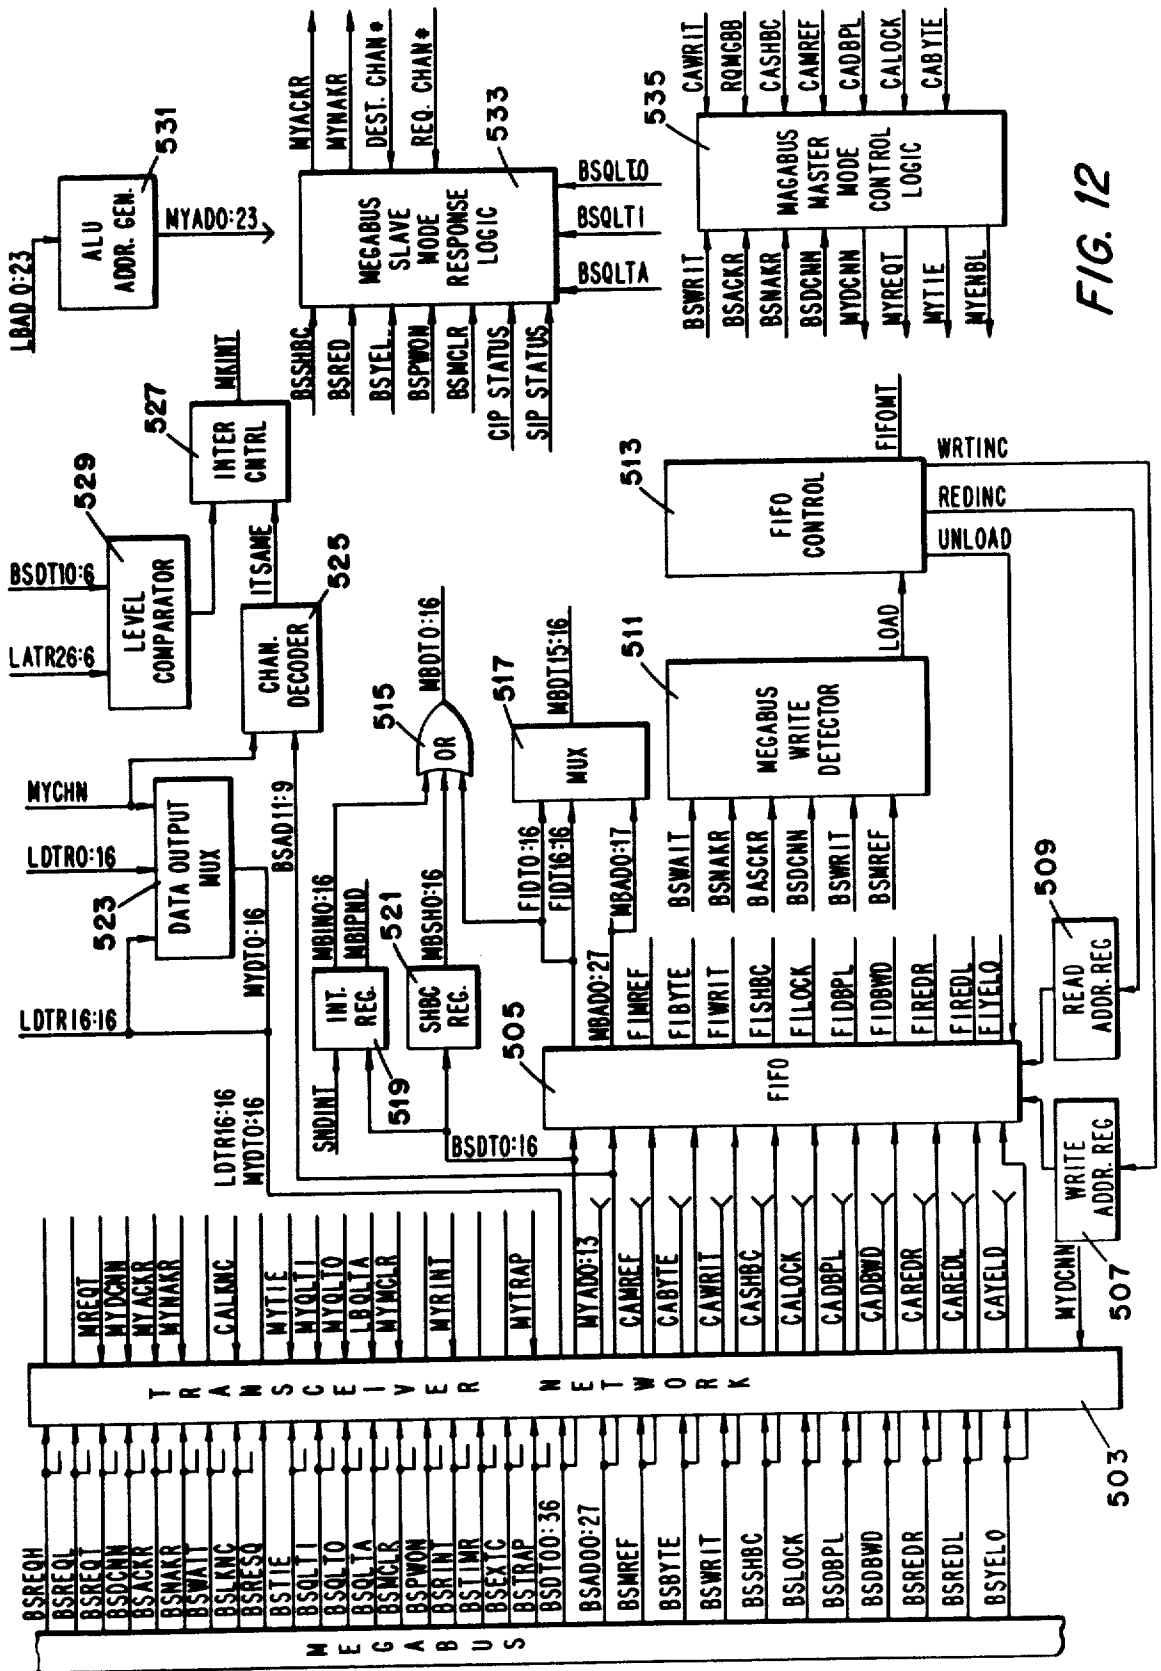 MEGABUS
BSREQH
BSREQL
BSREQT
BSDCNN
BSACKR
BSNAKR
BSWAIT
BSLKNC
BSRESQ
BSTIE
BSQLTI
BSQLTO
BSQLTA
BSMCLR
BSPWON
BSRINT
BSTIMR
BSEXTC
BSTRAP
BSDT00:36
BSAD00:27
BSMREF
BSBYTE
BSWRIT
BSSHBC
BSLOCK
BSDBPL
BSDBWD
BSREDR
BSREDL
BSYELO
TRANSCEIVER NETWORK
503
MREQT
MYDCNN
MYACKR
MYNAKR
CALKNC
MYTIE
MYQLTI
MYQLTO
LBQLTA
MYMCLR
MYRINT
MYTRAP
MYAD0:13
CAMREF
CABYTE
CAWRIT
CASHBC
CALOCK
CADBPL
CADBWD
CAREDR
CAREDL
CAYELD
MYDCNN
LDTR16:16
MYDT0:16
BSDT0:16
WRITE
ADDR. REG
507
READ
ADDR. REG
509
FIFO
505
MBAD0:27
FIMREF
FIBYTE
FIWRIT
FISHBC
FILOCK
FIDBPL
FIDBWD
FIREDR
FIREDL
FIYELO
SNDINT
INT.
REG.
519
MBIN0:16
MBIPND
SHBC
REG.
521
MBSH0:16
OR
515
MBDT0:16
FIDT0:16
FIDT16:16
MBAD0:17
MUX
517
MBDT15:16
LDTR16:16
LDTR0:16
MYCHN
DATA OUTPUT
MUX
523
MYDT0:16
BSAD11:9
CHAN.
DECODER
525
ITSAME
LATR26:6
BSDT10:6
LEVEL
COMPARATOR
529
INTER
CNTRL
527
MKINT
BSWAIT
BSNAKR
BASCKR
BSDCNN
BSWRIT
BSMREF
MEGABUS
WRITE
DETECTOR
511
LOAD
FIFO
CONTROL
513
FIFOMT
WRTINC
REDINC
UNLOAD
LBAD 0:23
ALU
ADDR. GEN.
531
MYAD0:23
BSSHBC
BSRED
BSYEL.
BSPWON
BSMCLR
CIP STATUS
SIP STATUS
MEGABUS
SLAVE
MODE
RESPONSE
LOGIC
533
MYACKR
MYNAKR
DEST. CHAN#
REQ. CHAN#
BSQLTA
BSQLTI
BSQLTO
BSWRIT
BSACKR
BSNAKR
BSDCNN
MYDCNN
MYREQT
MYTIE
MYENBL
MAGABUS
MASTER
MODE
CONTROL
LOGIC
535
CAWRIT
RQMGBB
CASHBC
CAMREF
CADBPL
CALOCK
CABYTE
FIG. 12